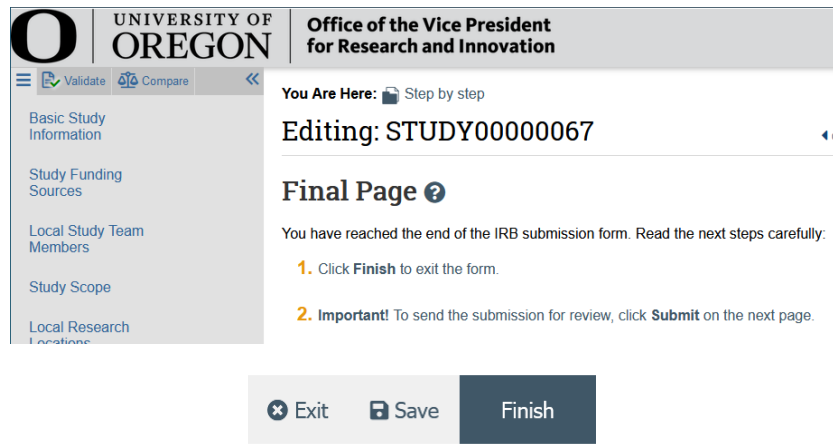 UNIVERSITY OF
OREGON
Office of the Vice President
for Research and Innovation
Validate Compare
Basic Study
Information
Study Funding
Sources
Local Study Team
Members
Study Scope
Local Research
Locations
You Are Here: Step by step
Editing: STUDY00000067
Final Page
You have reached the end of the IRB submission form. Read the next steps carefully:
1. Click Finish to exit the form.
2. Important! To send the submission for review, click Submit on the next page.
Exit Save Finish